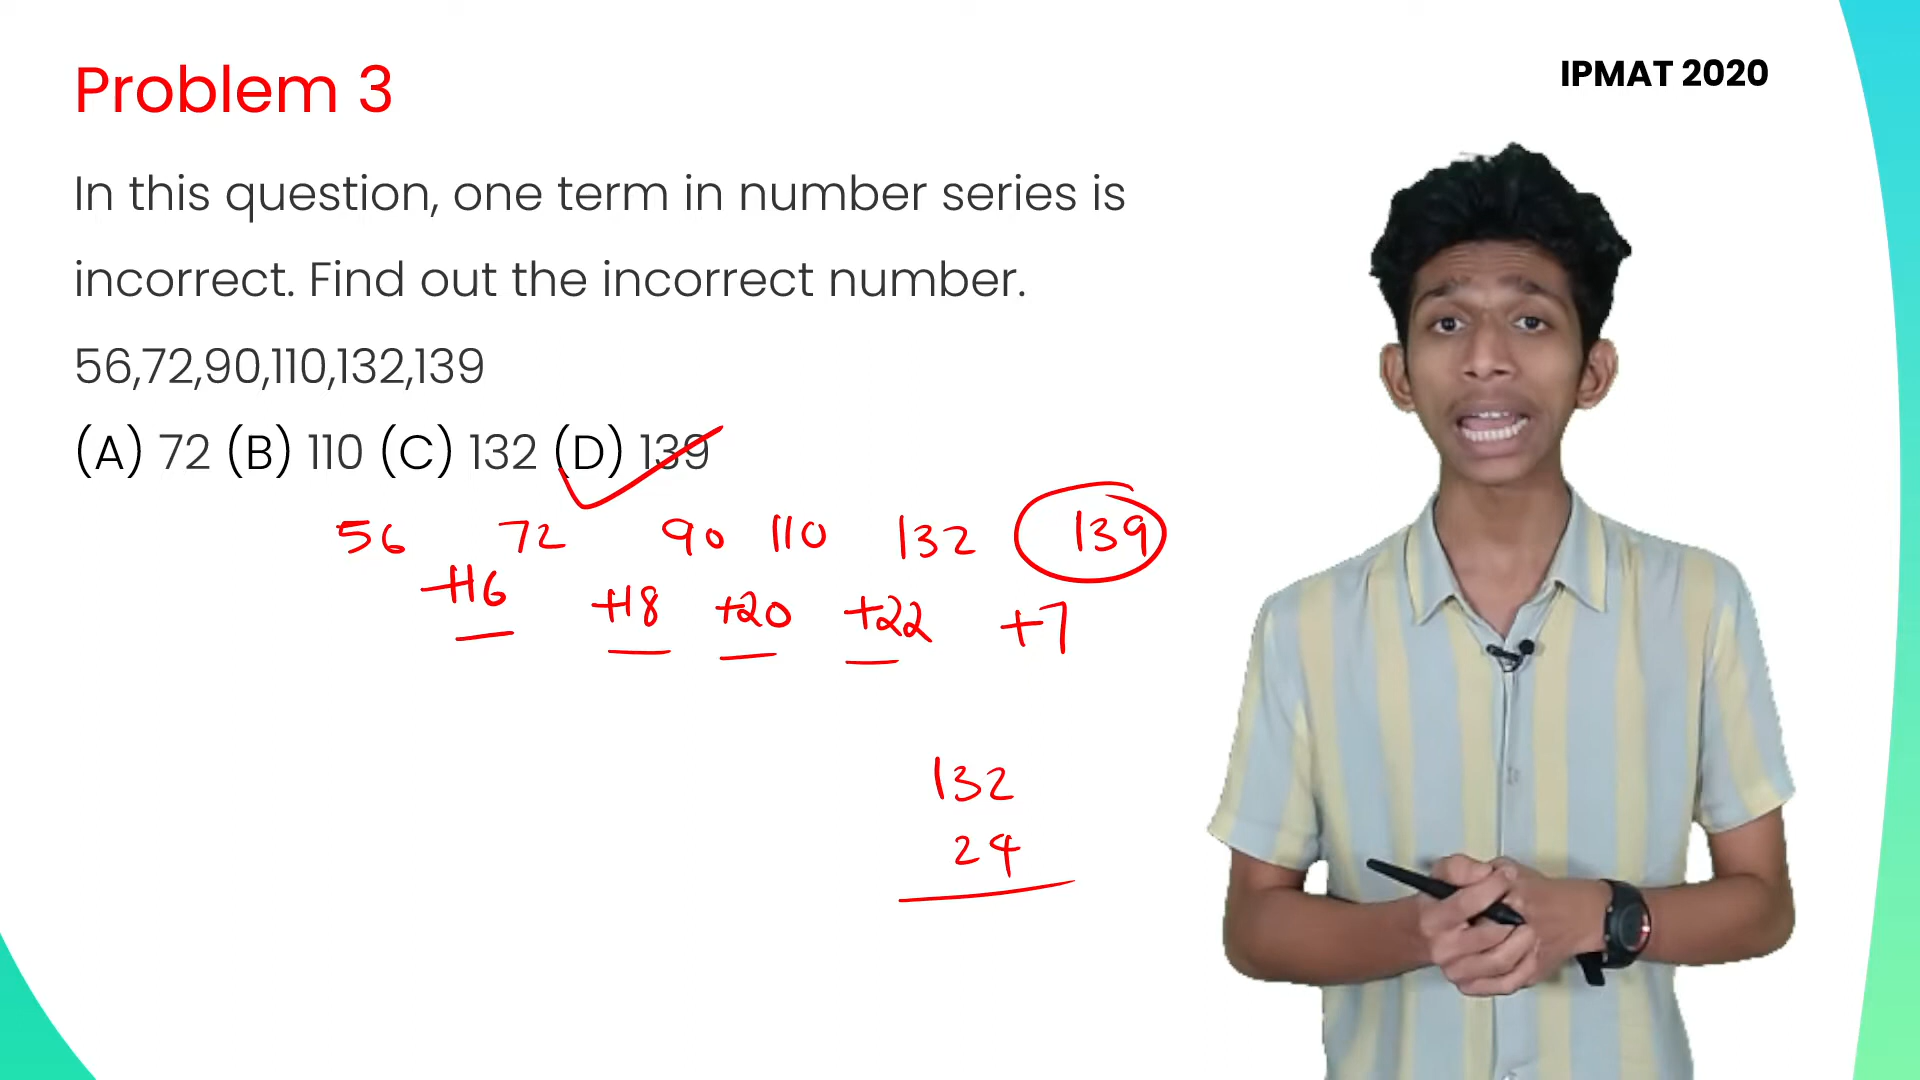 Problem 3
IPMAT 2020
In this question, one term in number series is
incorrect. Find out the incorrect number.
56,72,90,110,132,139
(A) 72 (B) 110 (C) 132 (D) 139
56 72 90 110 132 139
+16 +18 +20 +22 +7
132
24